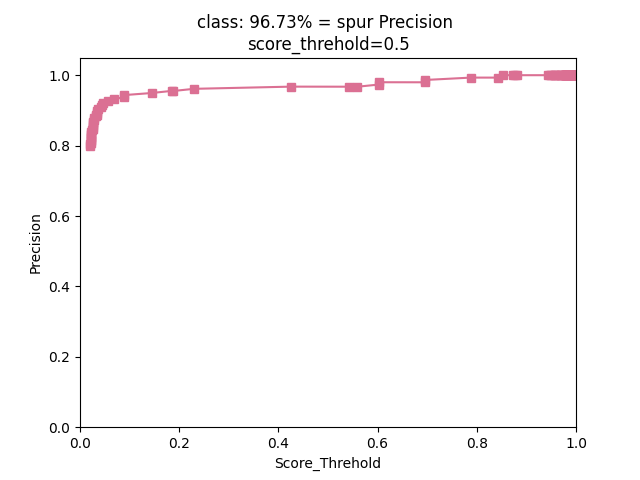 class: 96.73% = spur Precision
score_threhold=0.5
1.0
0.8
0.6
0.4
0.2
0.0
Precision
0.0 0.2 0.4 0.6 0.8 1.0
Score_Threhold